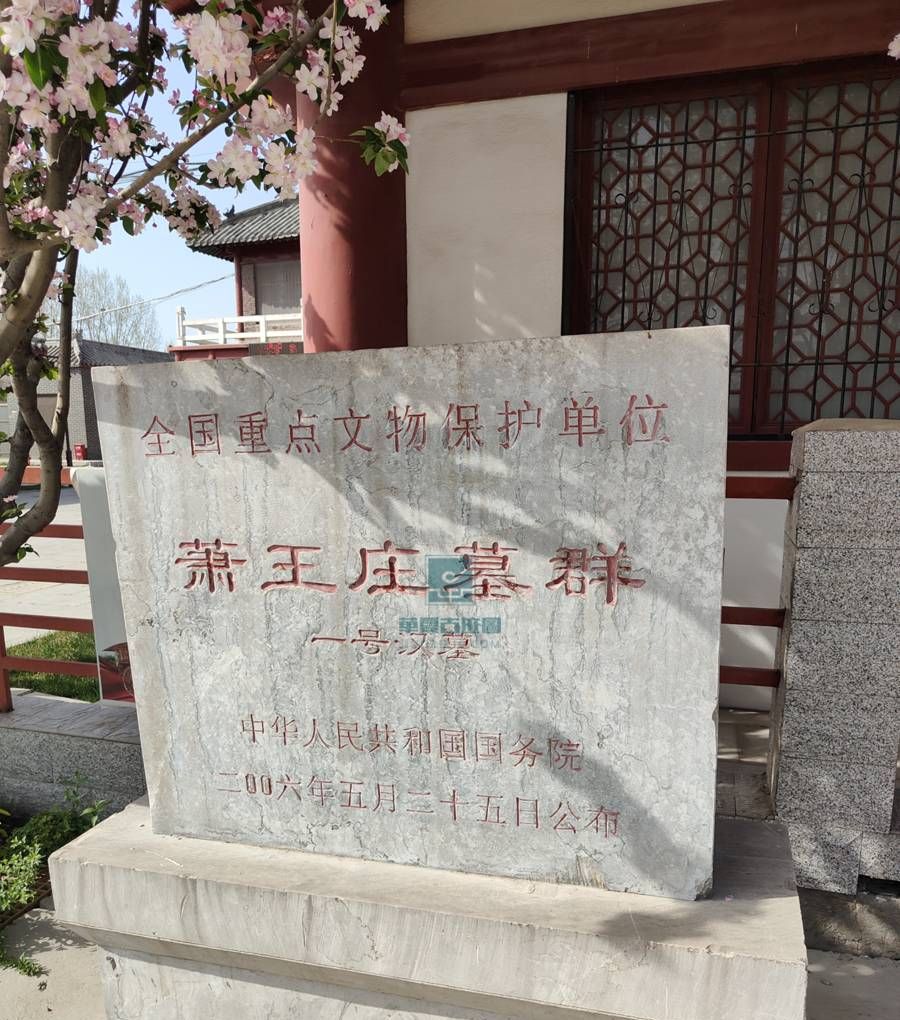 全国重点文物保护单位
萧王庄墓群
一号汉墓
中华人民共和国国务院
二00六年五月二十五日公布